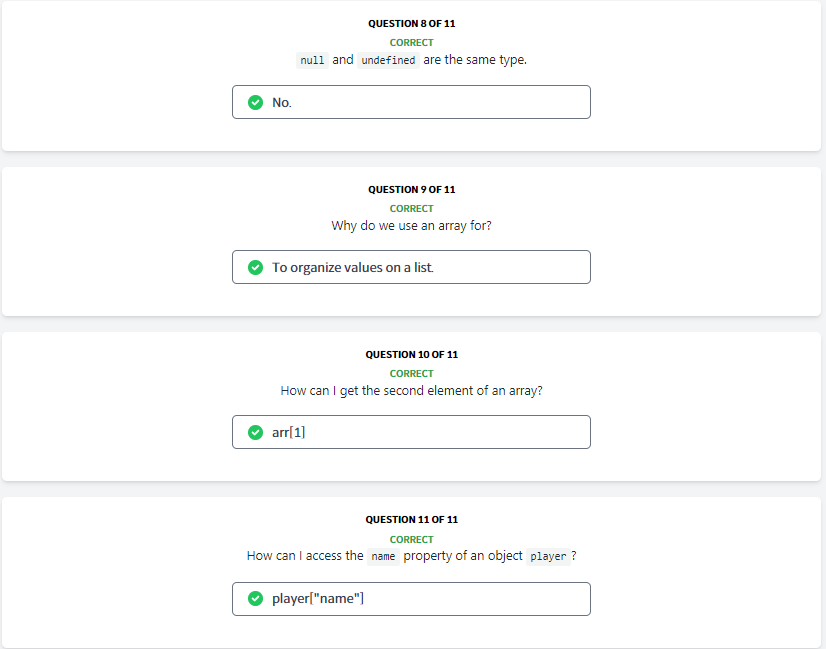 QUESTION 8 OF 11
CORRECT
null and undefined are the same type.
No.
QUESTION 9 OF 11
CORRECT
Why do we use an array for?
To organize values on a list.
QUESTION 10 OF 11
CORRECT
How can I get the second element of an array?
arr[1]
QUESTION 11 OF 11
CORRECT
How can I access the name property of an object player ?
player["name"]